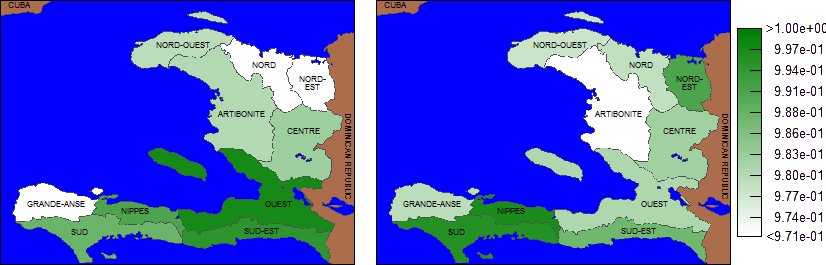 CUBA
NORD-OUEST
NORD
NORD-
EST
ARTIBONITE
CENTRE
DOMINICAN REPUBLIC
GRANDE-ANSE
NIPPES
OUEST
SUD
SUD-EST
CUBA
NORD-OUEST
NORD
NORD-
EST
ARTIBONITE
CENTRE
DOMINICAN REPUBLIC
GRANDE-ANSE
NIPPES
OUEST
SUD
SUD-EST
>1.00e+00
9.97e-01
9.94e-01
9.91e-01
9.88e-01
9.86e-01
9.83e-01
9.80e-01
9.77e-01
9.74e-01
<9.71e-01